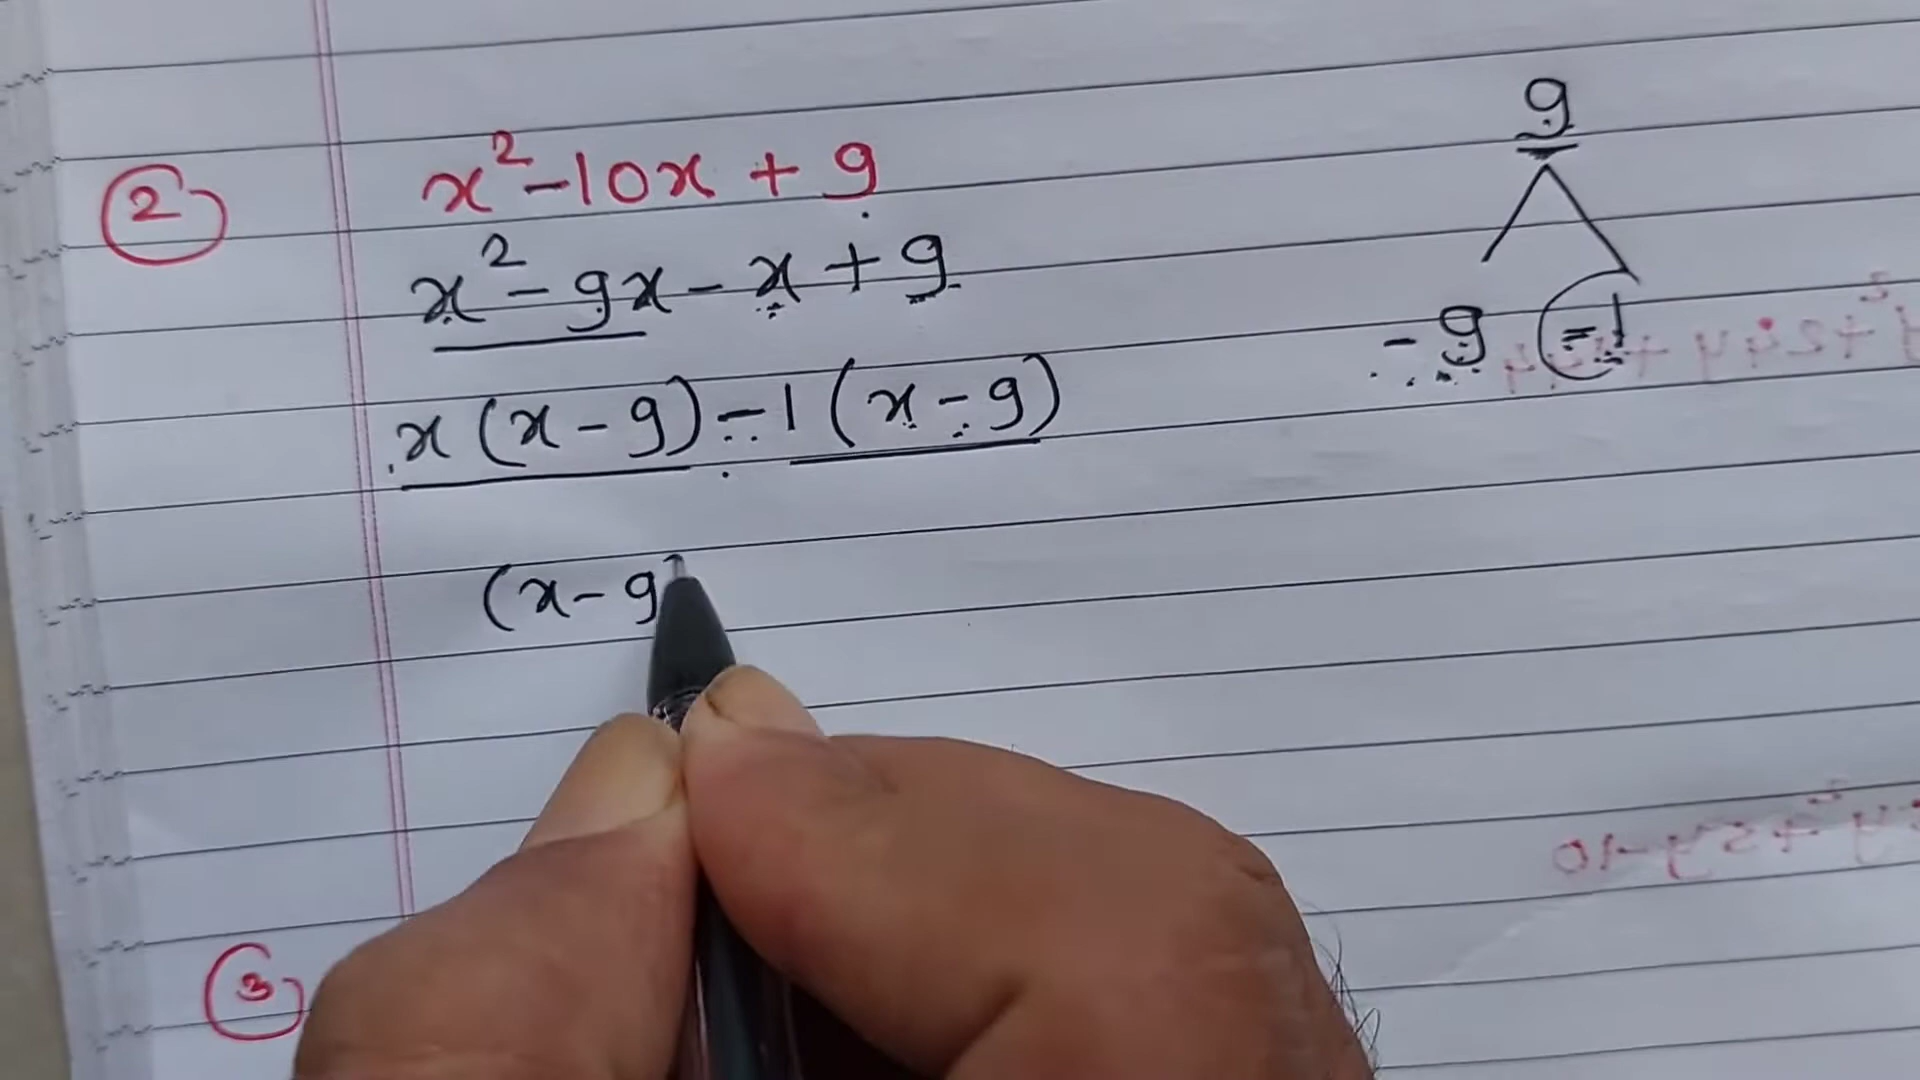 ② x² - 10x + 9
x² - 9x - x + 9
x (x - 9) - 1 (x - 9)
(x - 9)
③
9
- 9 - 1